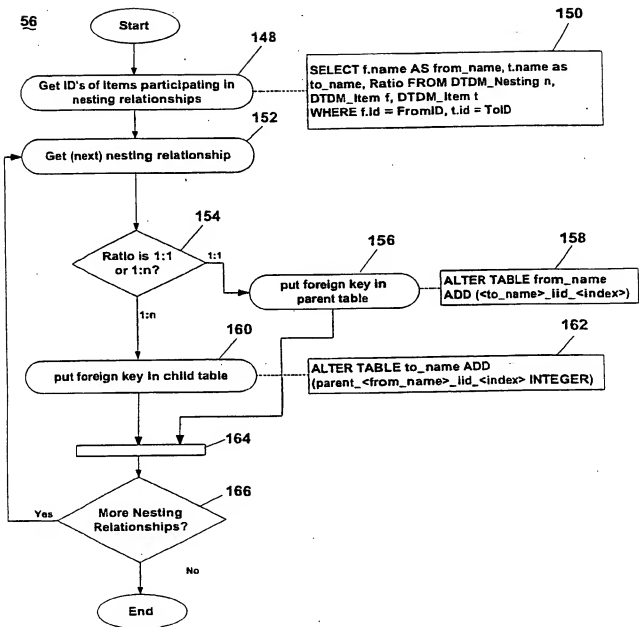 56
Start
148
150
Get ID's of Items participating in
nesting relationships
SELECT f.name AS from_name, t.name as
to_name, Ratio FROM DTDM_Nesting n,
DTDM_Item f, DTDM_Item t
WHERE f.id = FromID, t.id = ToID
152
Get (next) nesting relationship
154
Ratio is 1:1
or 1:n?
1:1
156
put foreign key in
parent table
158
ALTER TABLE from_name
ADD (<to_name>_iid_<index>)
1:n
160
put foreign key in child table
162
ALTER TABLE to_name ADD
(parent_<from_name>_iid_<index> INTEGER)
164
166
More Nesting
Relationships?
Yes
No
End